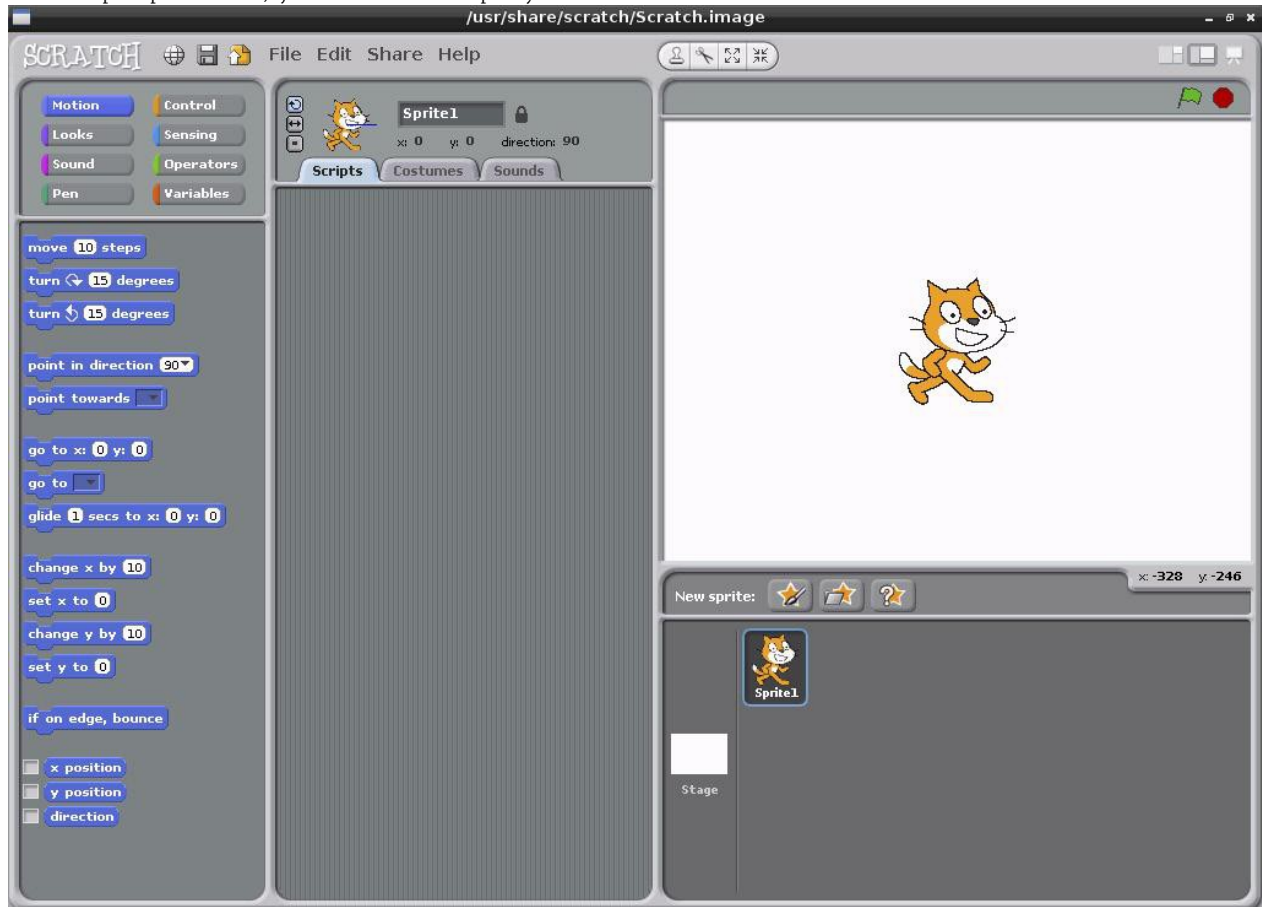 /usr/share/scratch/Scratch.image
SCRATCH File Edit Share Help
Motion Control
Looks Sensing
Sound Operators
Pen Variables
Sprite1
x: 0 y: 0 direction: 90
Scripts Costumes Sounds
move 10 steps
turn 15 degrees
turn 15 degrees
point in direction 90
point towards
go to x: 0 y: 0
go to
glide 1 secs to x: 0 y: 0
change x by 10
set x to 0
change y by 10
set y to 0
if on edge, bounce
x position
y position
direction
x: -328 y: -246
New sprite:
Sprite1
Stage